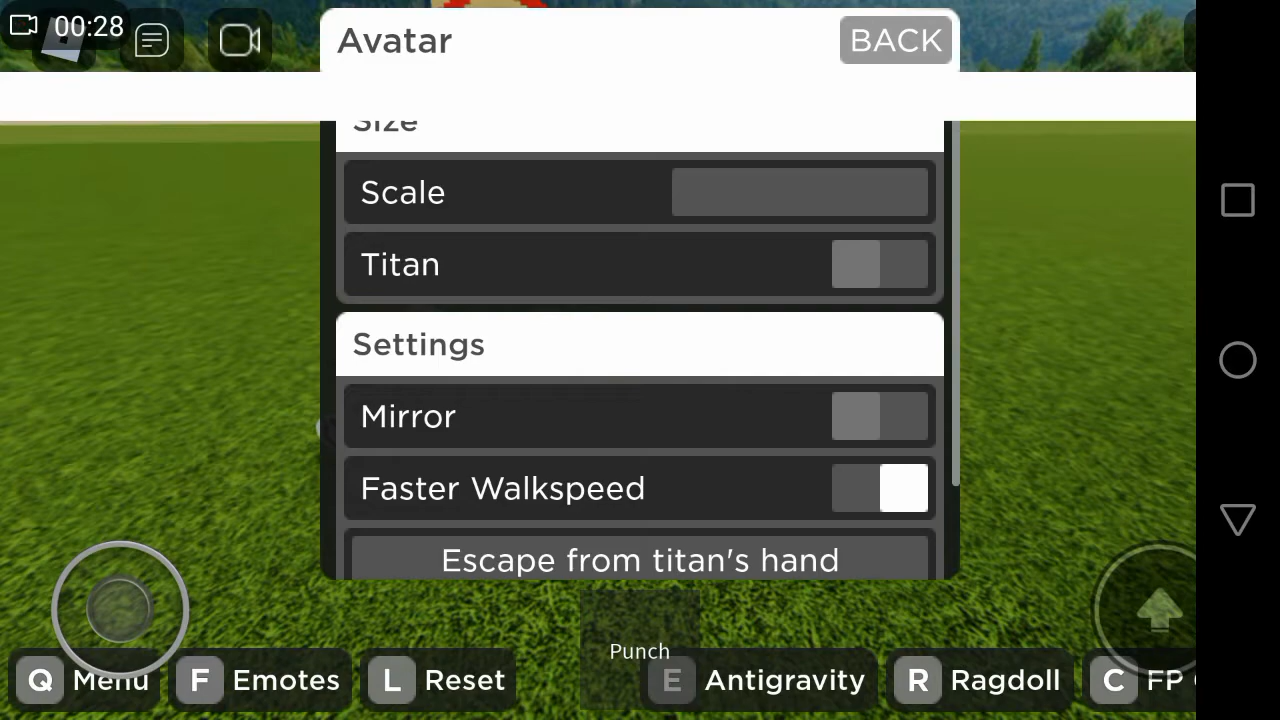 00:28
Avatar
BACK
Size
Scale
Titan
Settings
Mirror
Faster Walkspeed
Escape from titan's hand
Punch
Q Menu
F Emotes
L Reset
E Antigravity
R Ragdoll
C FP